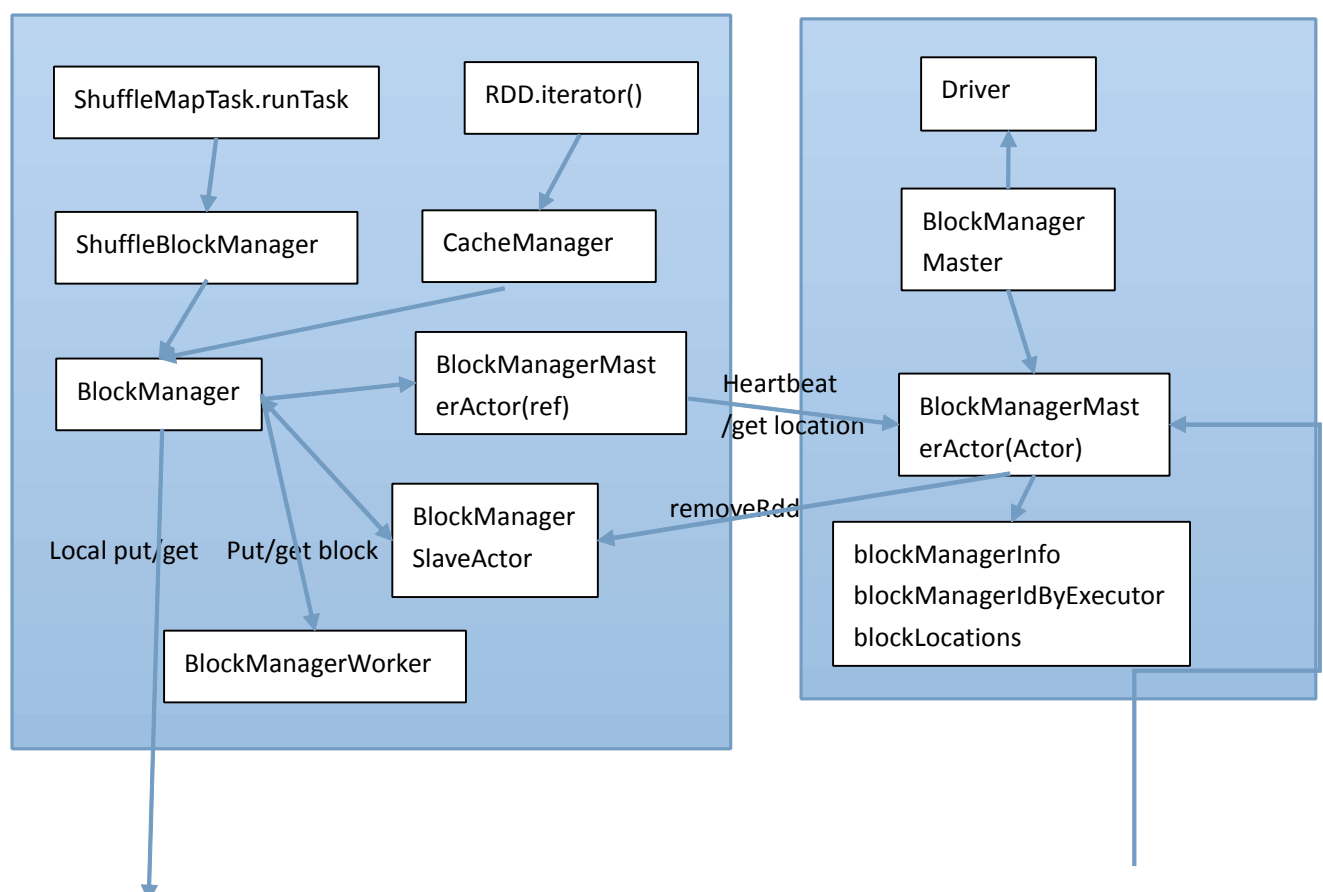 ShuffleMapTask.runTask
RDD.iterator()
ShuffleBlockManager
CacheManager
BlockManager
BlockManagerMast
erActor(ref)
BlockManager
SlaveActor
Local put/get
Put/get block
BlockManagerWorker
Heartbeat
/get location
removeRdd
Driver
BlockManager
Master
BlockManagerMast
erActor(Actor)
blockManagerInfo
blockManagerIdByExecutor
blockLocations